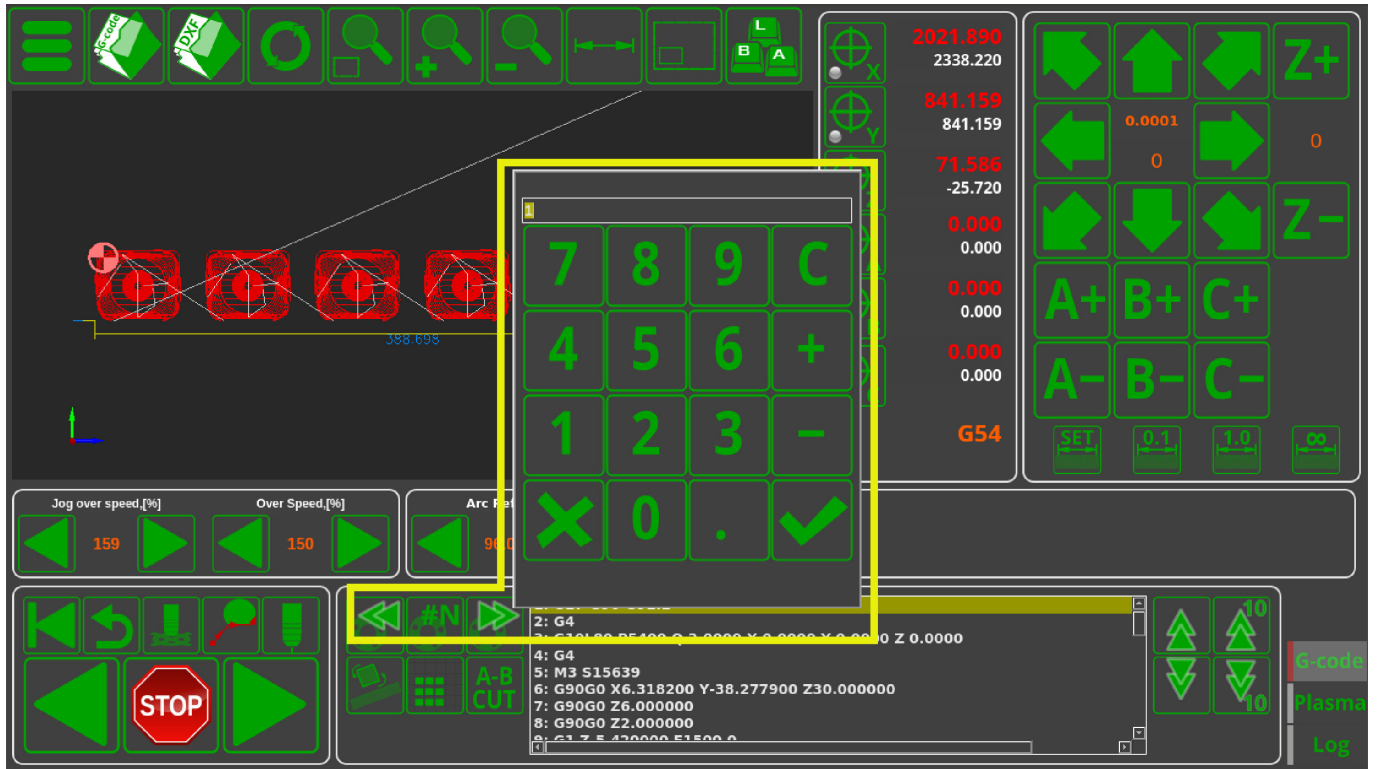 G-code
DXF
L
B A
X
2021.890
2338.220
Y
841.159
841.159
71.586
-25.720
0.000
0.000
0.000
0.000
0.000
0.000
G54
Z+
0.0001
0
0
Z-
A+ B+ C+
A- B- C-
SET 0.1 1.0 ∞
388.698
1
7 8 9 C
4 5 6 +
1 2 3 -
0 .
Jog over speed,[%] Over Speed,[%] Arc
159 150
#N
A-B
CUT
STOP
2: G4
4: G4
5: M3 S15639
6: G90G0 X6.318200 Y-38.277900 Z30.000000
7: G90G0 Z6.000000
8: G90G0 Z2.000000
10
10
G-code
Plasma
Log